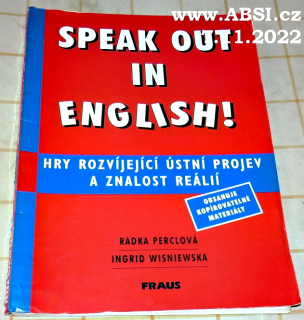 www.ABSI.cz
.1.2022
SPEAK OUT
IN
ENGLISH!
HRY ROZVÍJEJÍCÍ ÚSTNÍ PROJEV
A ZNALOST REÁLIÍ
OBSAHUJE
KOPÍROVATELNÉ
MATERIÁLY
RADKA PERCLOVÁ
INGRID WISNIEWSKA
FRAUS